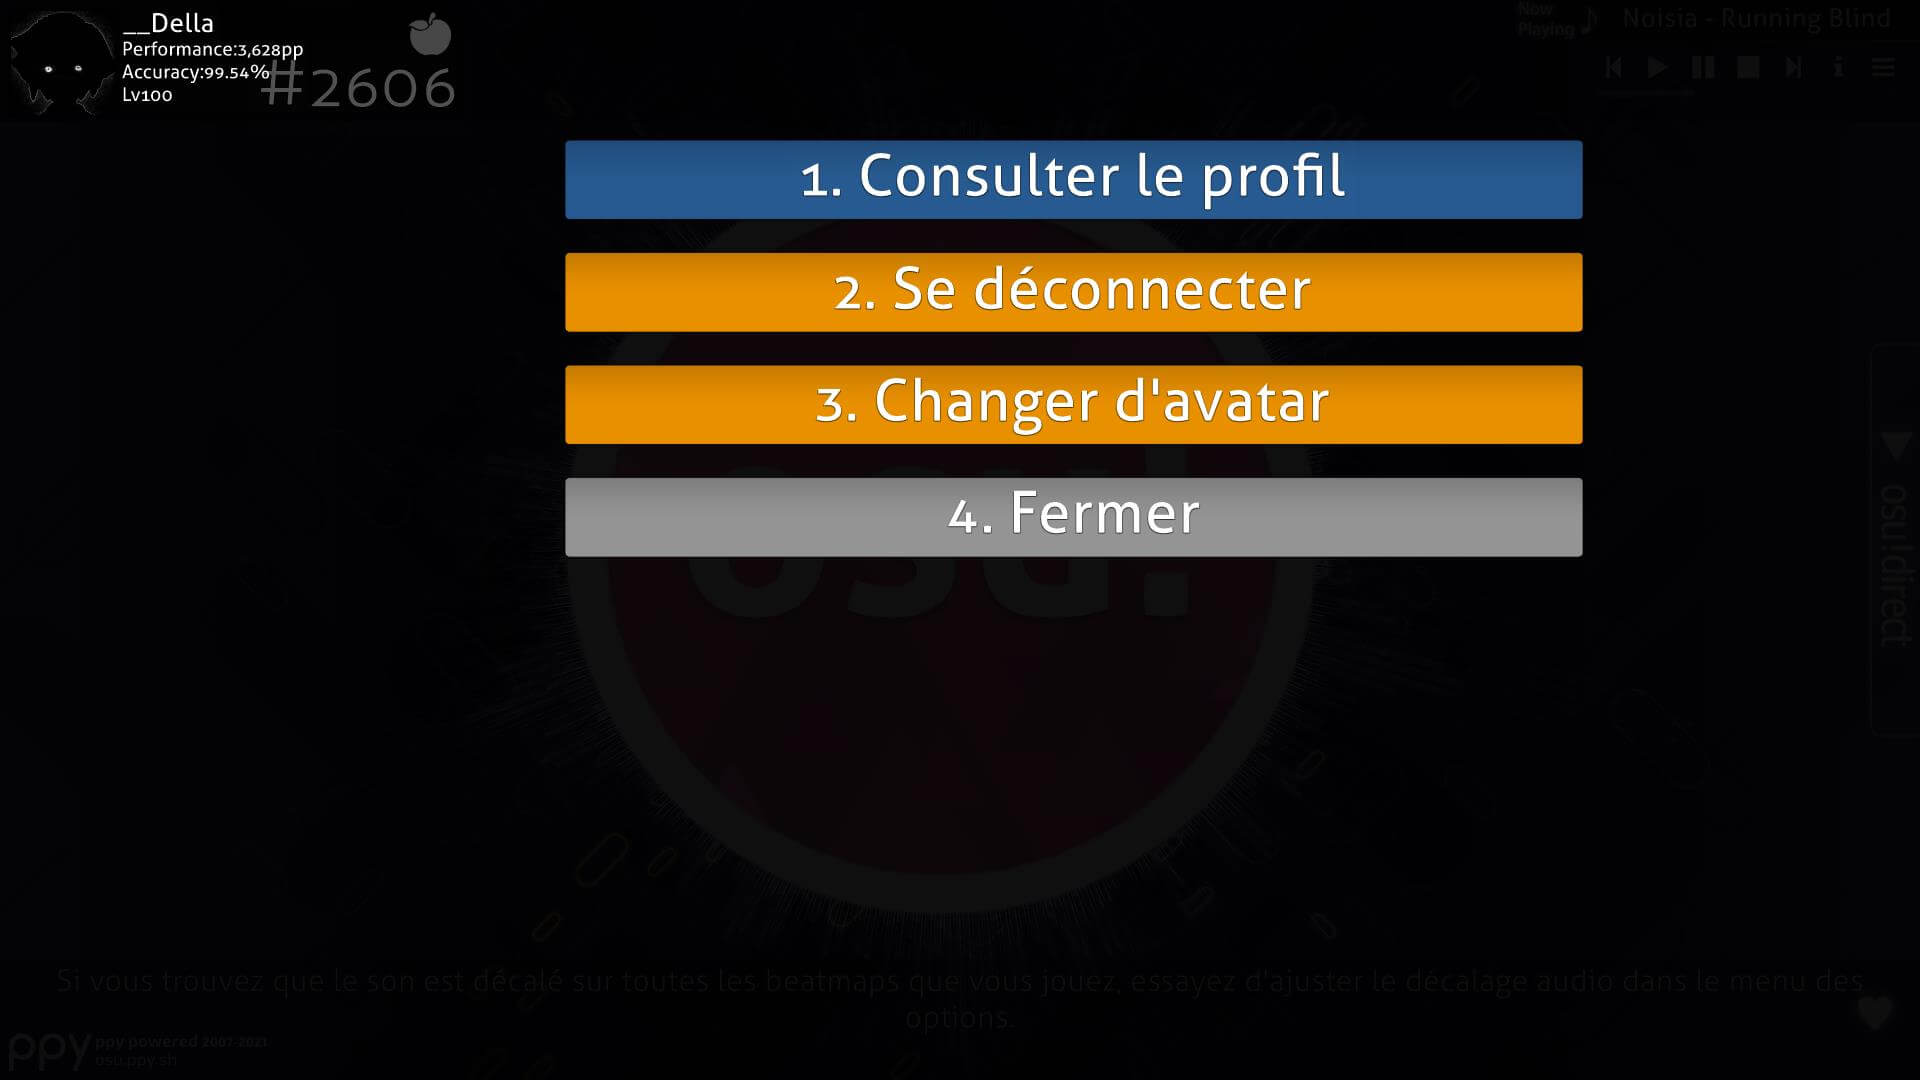 __Della
Performance:3,628pp
Accuracy:99.54%
Lv100
#2606
Now
Playing
Noisia - Running Blind
1. Consulter le profil
2. Se déconnecter
3. Changer d'avatar
4. Fermer
osu!
osu!direct
Si vous trouvez que le son est décalé sur toutes les beatmaps que vous jouez, essayez d'ajuster le décalage audio dans le menu des
options.
ppy
ppy powered 2007-2021
osu.ppy.sh